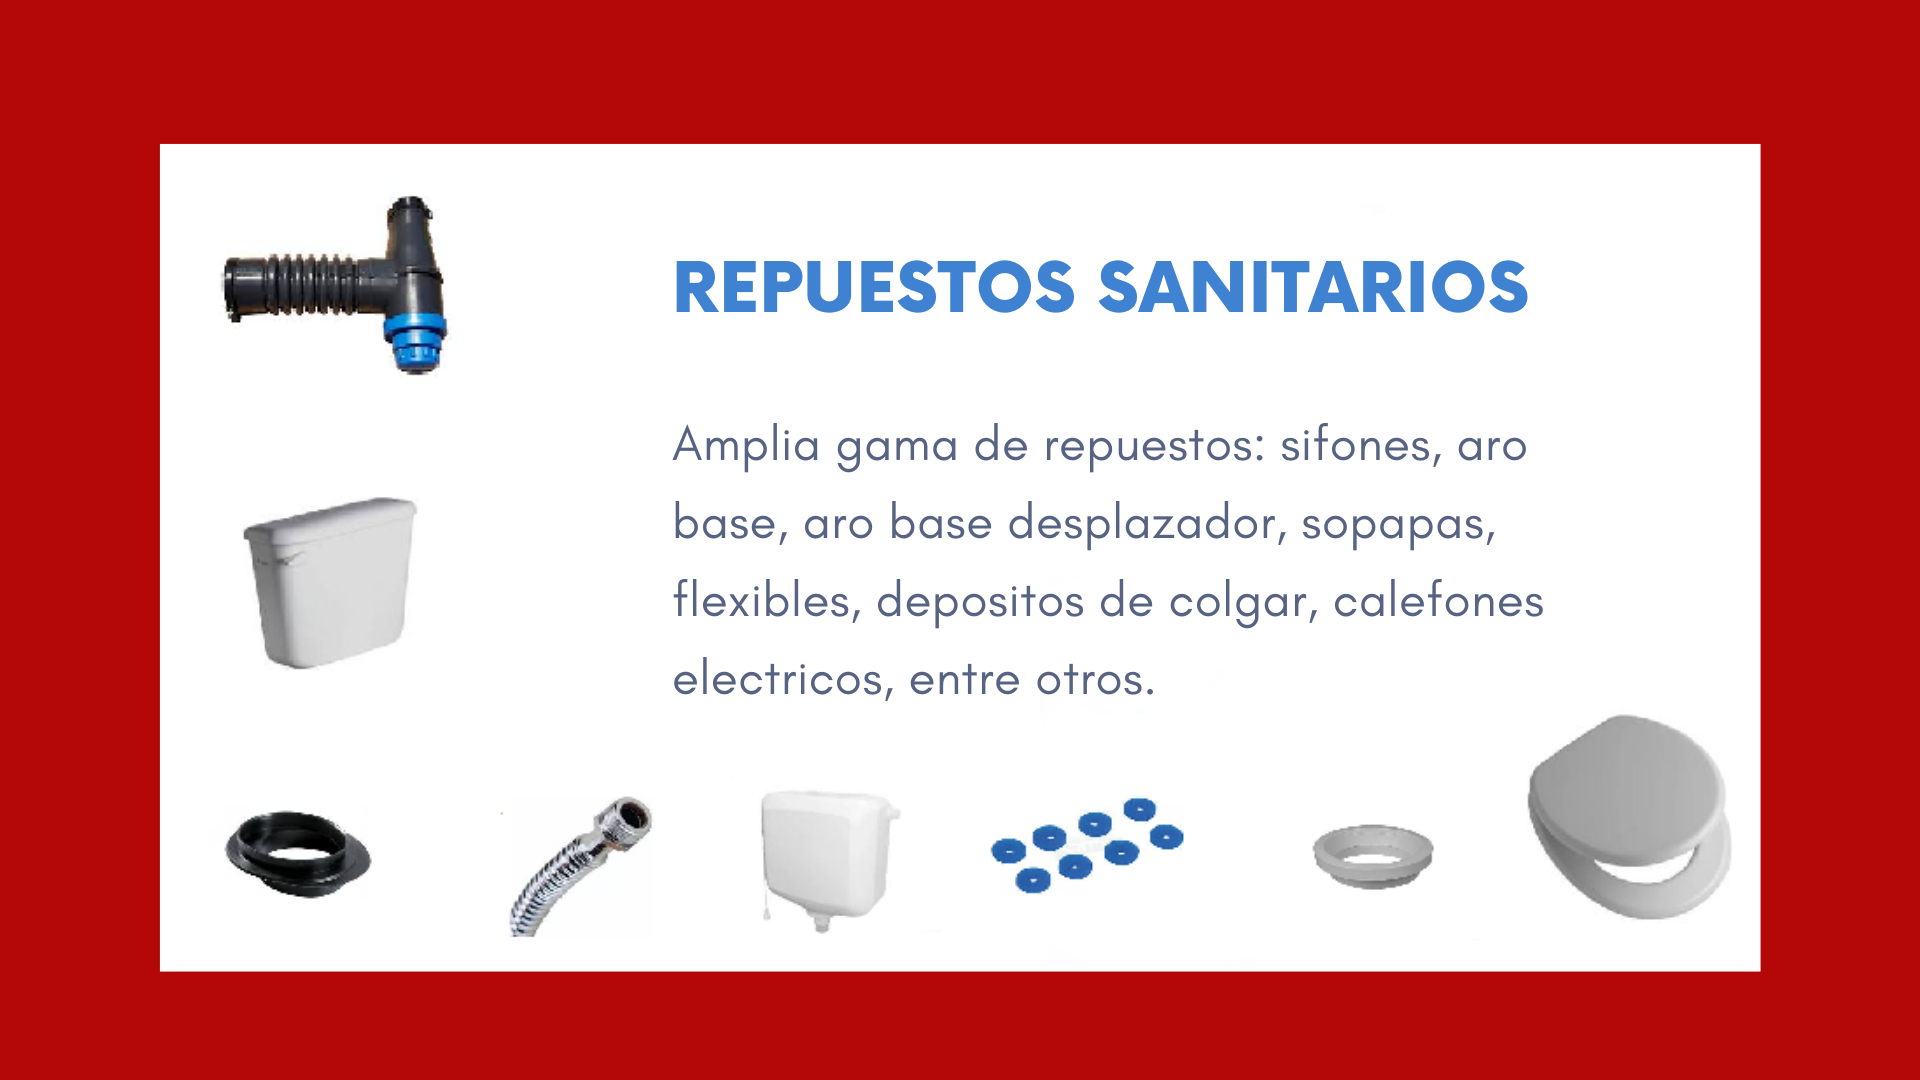 REPUESTOS SANITARIOS
Amplia gama de repuestos: sifones, aro
base, aro base desplazador, sopapas,
flexibles, depositos de colgar, calefones
electricos, entre otros.